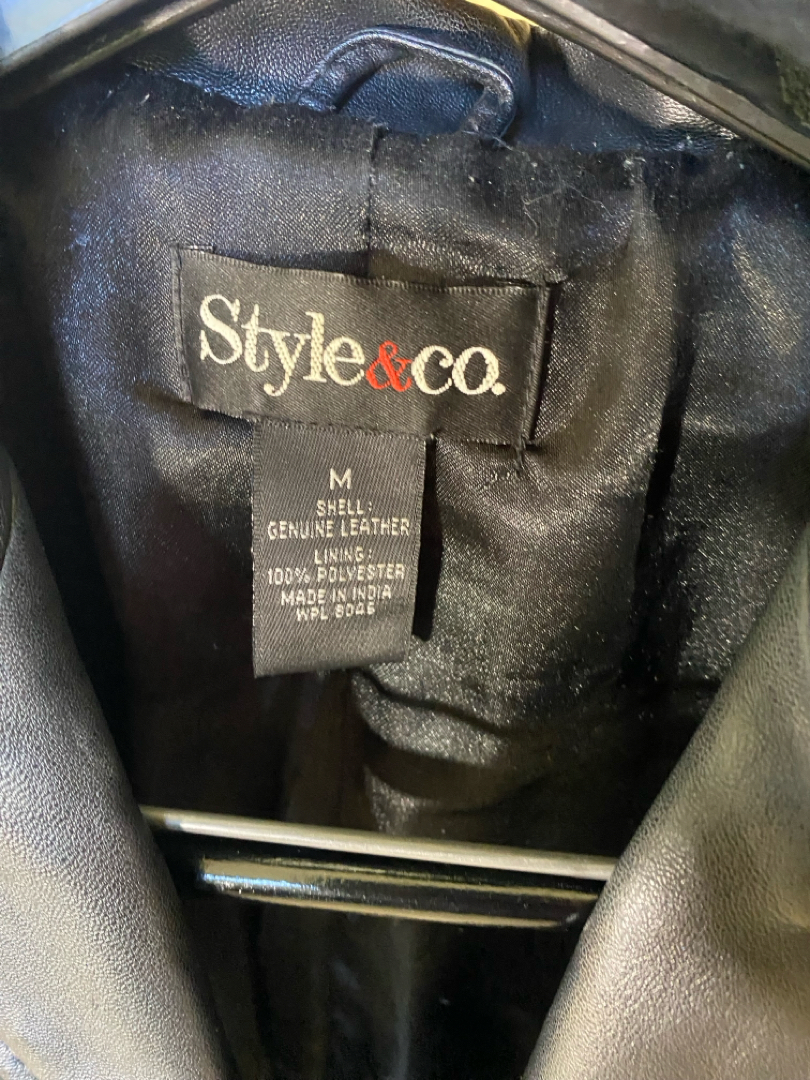 Style&co.
M
SHELL:
GENUINE LEATHER
LINING:
100% POLYESTER
MADE IN INDIA
WPL 8046